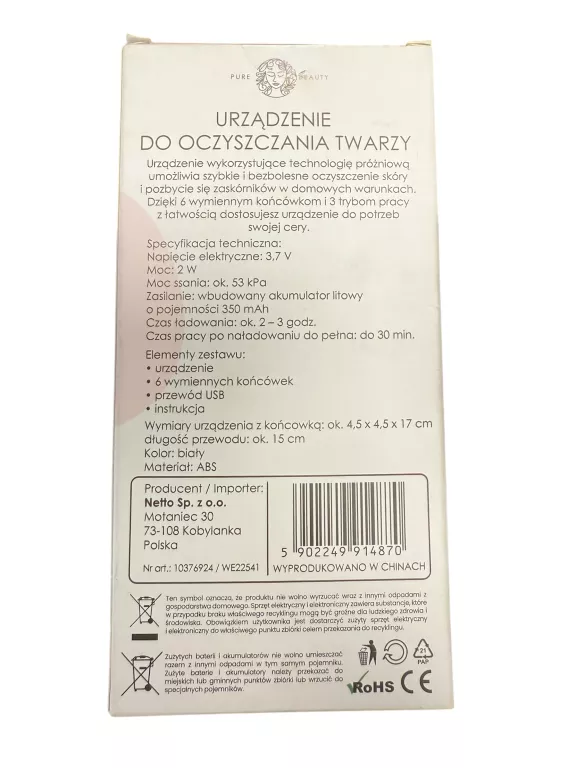 PURE BEAUTY
URZĄDZENIE
DO OCZYSZCZANIA TWARZY
Urządzenie wykorzystujące technologię próżniową
umożliwia szybkie i bezbolesne oczyszczenie skóry
i pozbycie się zaskórników w domowych warunkach.
Dzięki 6 wymiennym końcówkom i 3 trybom pracy
z łatwością dostosujesz urządzenie do potrzeb
swojej cery.
Specyfikacja techniczna:
Napięcie elektryczne: 3,7 V
Moc: 2 W
Moc ssania: ok. 53 kPa
Zasilanie: wbudowany akumulator litowy
o pojemności 350 mAh
Czas ładowania: ok. 2 – 3 godz.
Czas pracy po naładowaniu do pełna: do 30 min.
Elementy zestawu:
• urządzenie
• 6 wymiennych końcówek
• przewód USB
• instrukcja
Wymiary urządzenia z końcowką: ok. 4,5 x 4,5 x 17 cm
długość przewodu: ok. 15 cm
Kolor: biały
Materiał: ABS
Producent / Importer:
Netto Sp. z o.o.
Motaniec 30
73-108 Kobylanka
Polska
Nr art.: 10376924 / WE22541
5 902249 914870
WYPRODUKOWANO W CHINACH
Ten symbol oznacza, że produktu nie wolno wyrzucać wraz z innymi odpadami z
gospodarstwa domowego. Sprzęt elektryczny i elektroniczny zawiera substancje, które
w przypadku braku właściwego recyklingu mogą być groźne dla ludzkiego zdrowia i
środowiska. Obowiązkiem użytkownika jest dostarczyć zużyty sprzęt elektryczny
i elektroniczny do właściwego punktu zbiórki celem przekazania do recyklingu.
Zużytych baterii i akumulatorów nie wolno umieszczać
razem z innymi odpadami w tym samym pojemniku.
Zużyte baterie i akumulatory należy przekazać do
miejskich lub gminnych punktów zbiórki lub wrzucić do
specjalnych pojemników.
21
PAP
RoHS CE